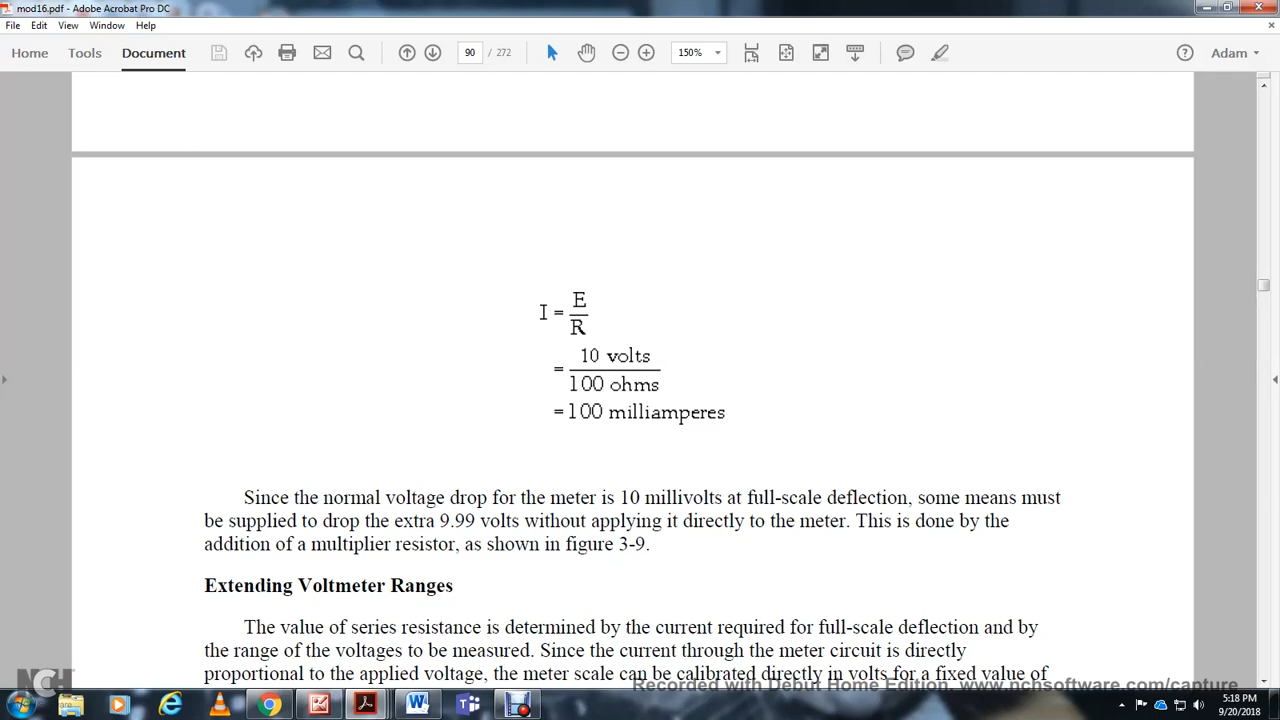 mod16.pdf - Adobe Acrobat Pro DC
File Edit View Window Help
Home Tools Document 90 / 272 150% Adam
I = E
R
= 10 volts
100 ohms
= 100 milliamperes
Since the normal voltage drop for the meter is 10 millivolts at full-scale deflection, some means must
be supplied to drop the extra 9.99 volts without applying it directly to the meter. This is done by the
addition of a multiplier resistor, as shown in figure 3-9.
Extending Voltmeter Ranges
The value of series resistance is determined by the current required for full-scale deflection and by
the range of the voltages to be measured. Since the current through the meter circuit is directly
proportional to the applied voltage, the meter scale can be calibrated directly in volts for a fixed value of
NCH
Recorded with Debut Home Edition. www.nchsoftware.com/capture
5:18 PM
9/20/2018